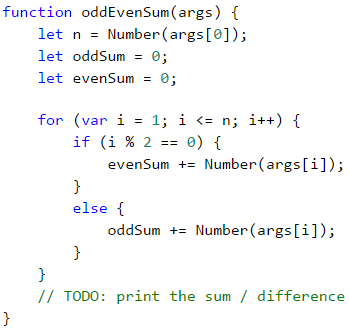 function oddEvenSum(args) {
    let n = Number(args[0]);
    let oddSum = 0;
    let evenSum = 0;

    for (var i = 1; i <= n; i++) {
        if (i % 2 == 0) {
            evenSum += Number(args[i]);
        }
        else {
            oddSum += Number(args[i]);
        }
    }
    // TODO: print the sum / difference
}